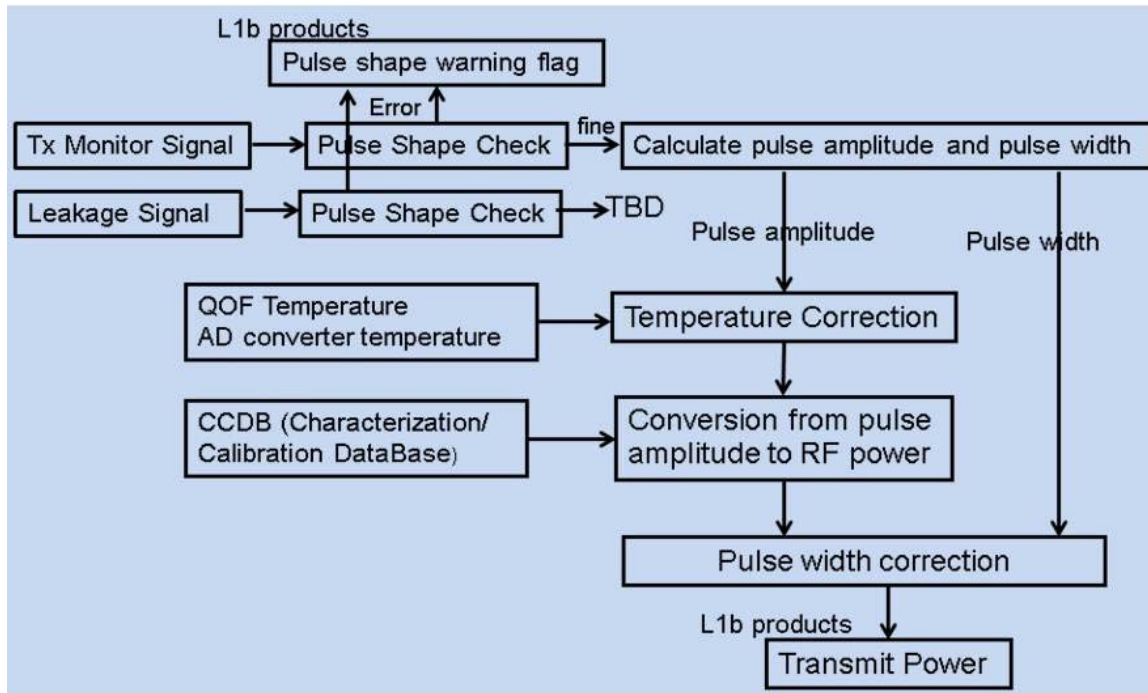 L1b products
Pulse shape warning flag
Error
fine
Tx Monitor Signal
Pulse Shape Check
Calculate pulse amplitude and pulse width
Leakage Signal
Pulse Shape Check
TBD
Pulse amplitude
Pulse width
QOF Temperature
AD converter temperature
Temperature Correction
CCDB (Characterization/
Calibration DataBase)
Conversion from pulse
amplitude to RF power
Pulse width correction
L1b products
Transmit Power